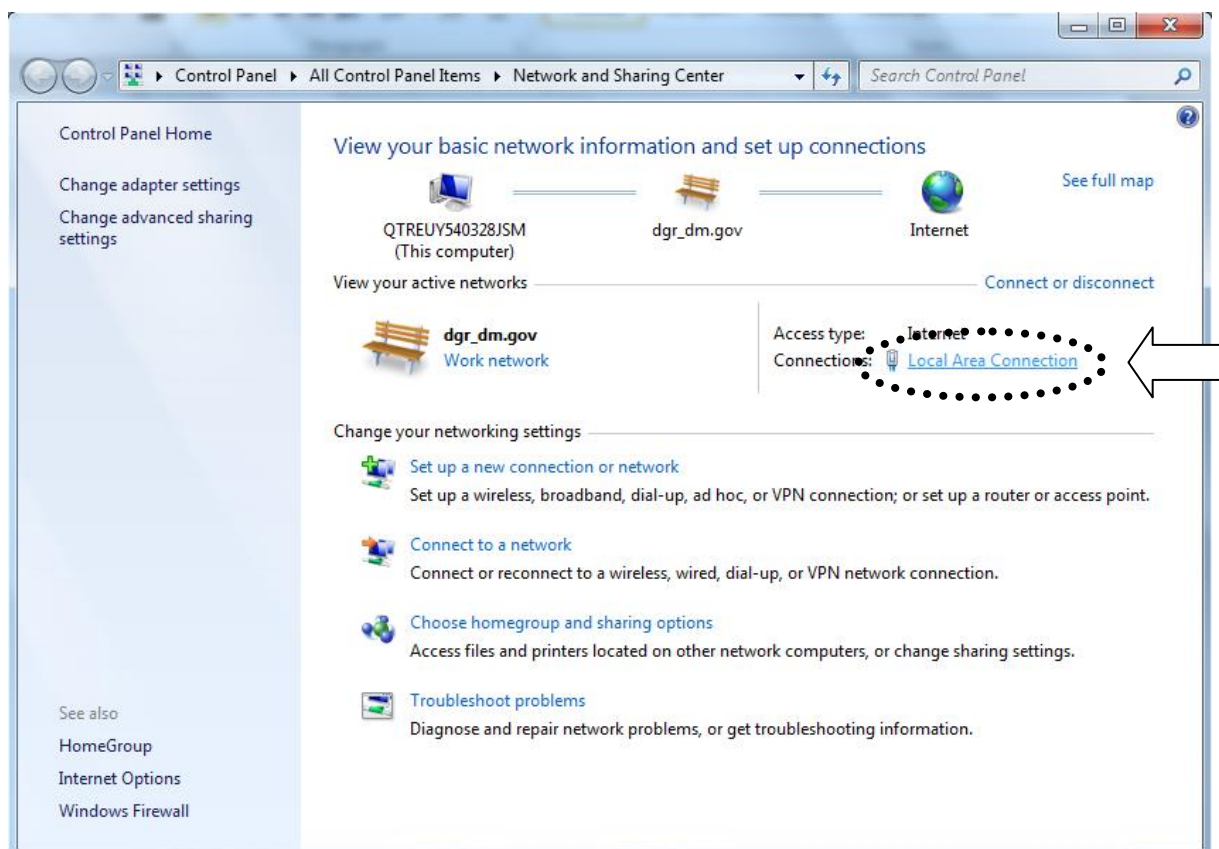 Control Panel ▸ All Control Panel Items ▸ Network and Sharing Center
Search Control Panel
Control Panel Home
Change adapter settings
Change advanced sharing
settings
View your basic network information and set up connections
See full map
QTREUY540328JSM
(This computer)
dgr_dm.gov
Internet
View your active networks
Connect or disconnect
dgr_dm.gov
Work network
Access type: Internet
Connections: Local Area Connection
Change your networking settings
Set up a new connection or network
Set up a wireless, broadband, dial-up, ad hoc, or VPN connection; or set up a router or access point.
Connect to a network
Connect or reconnect to a wireless, wired, dial-up, or VPN network connection.
Choose homegroup and sharing options
Access files and printers located on other network computers, or change sharing settings.
Troubleshoot problems
Diagnose and repair network problems, or get troubleshooting information.
See also
HomeGroup
Internet Options
Windows Firewall